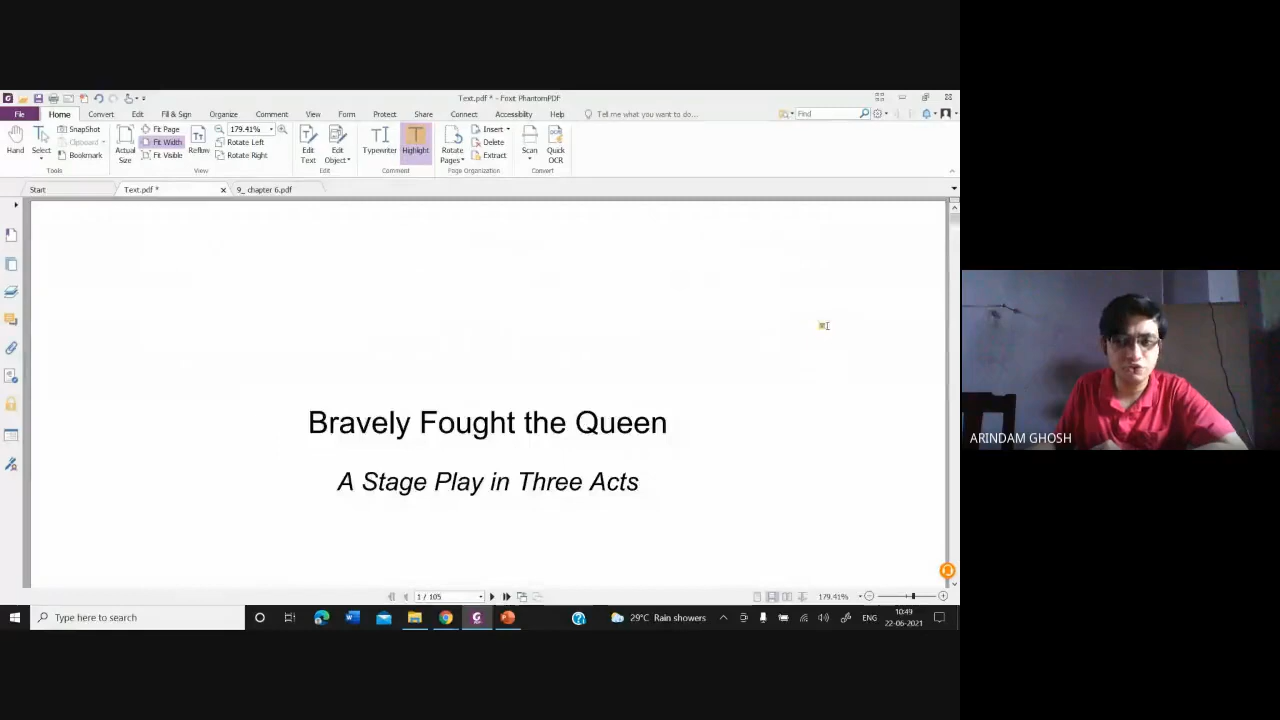 Text.pdf * - Foxit PhantomPDF
File Home Convert Edit Fill & Sign Organize Comment View Form Protect Share Connect Accessibility Help Tell me what you want to do... Find
Hand
Select
SnapShot
Clipboard
Bookmark
Tools
Actual Size
Fit Page
Fit Width
Fit Visible
Reflow
179.41%
Rotate Left
Rotate Right
View
Edit Text
Edit Object
Edit
Typewriter
Highlight
Comment
Rotate Pages
Insert
Delete
Extract
Page Organization
Scan
Quick OCR
Convert
Start Text.pdf * 9_ chapter 6.pdf
Bravely Fought the Queen
A Stage Play in Three Acts
ARINDAM GHOSH
1 / 105 179.41%
Type here to search 29°C Rain showers ENG 10:49
22-06-2021